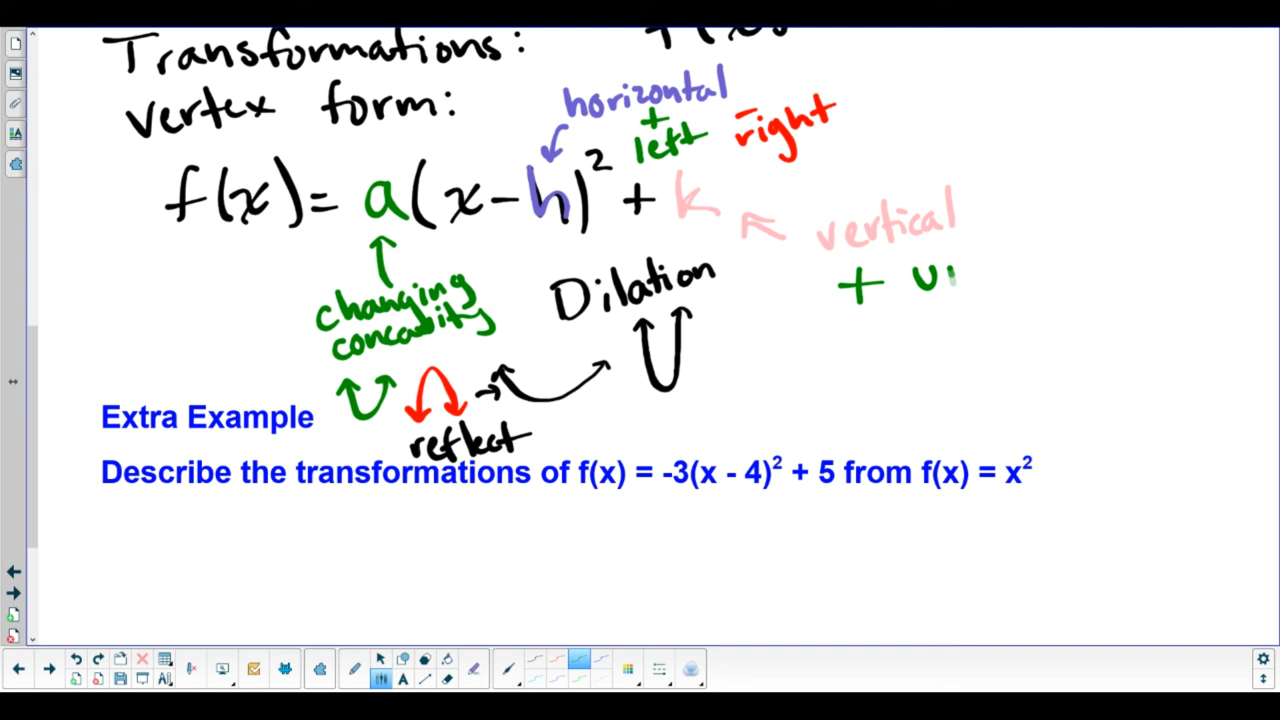 Transformations:
vertex form:
horizontal
+ left - right
f(x) = a(x - h)² + k
vertical
+
changing concavity
Dilation
reflect
Extra Example
Describe the transformations of f(x) = -3(x - 4)² + 5 from f(x) = x²